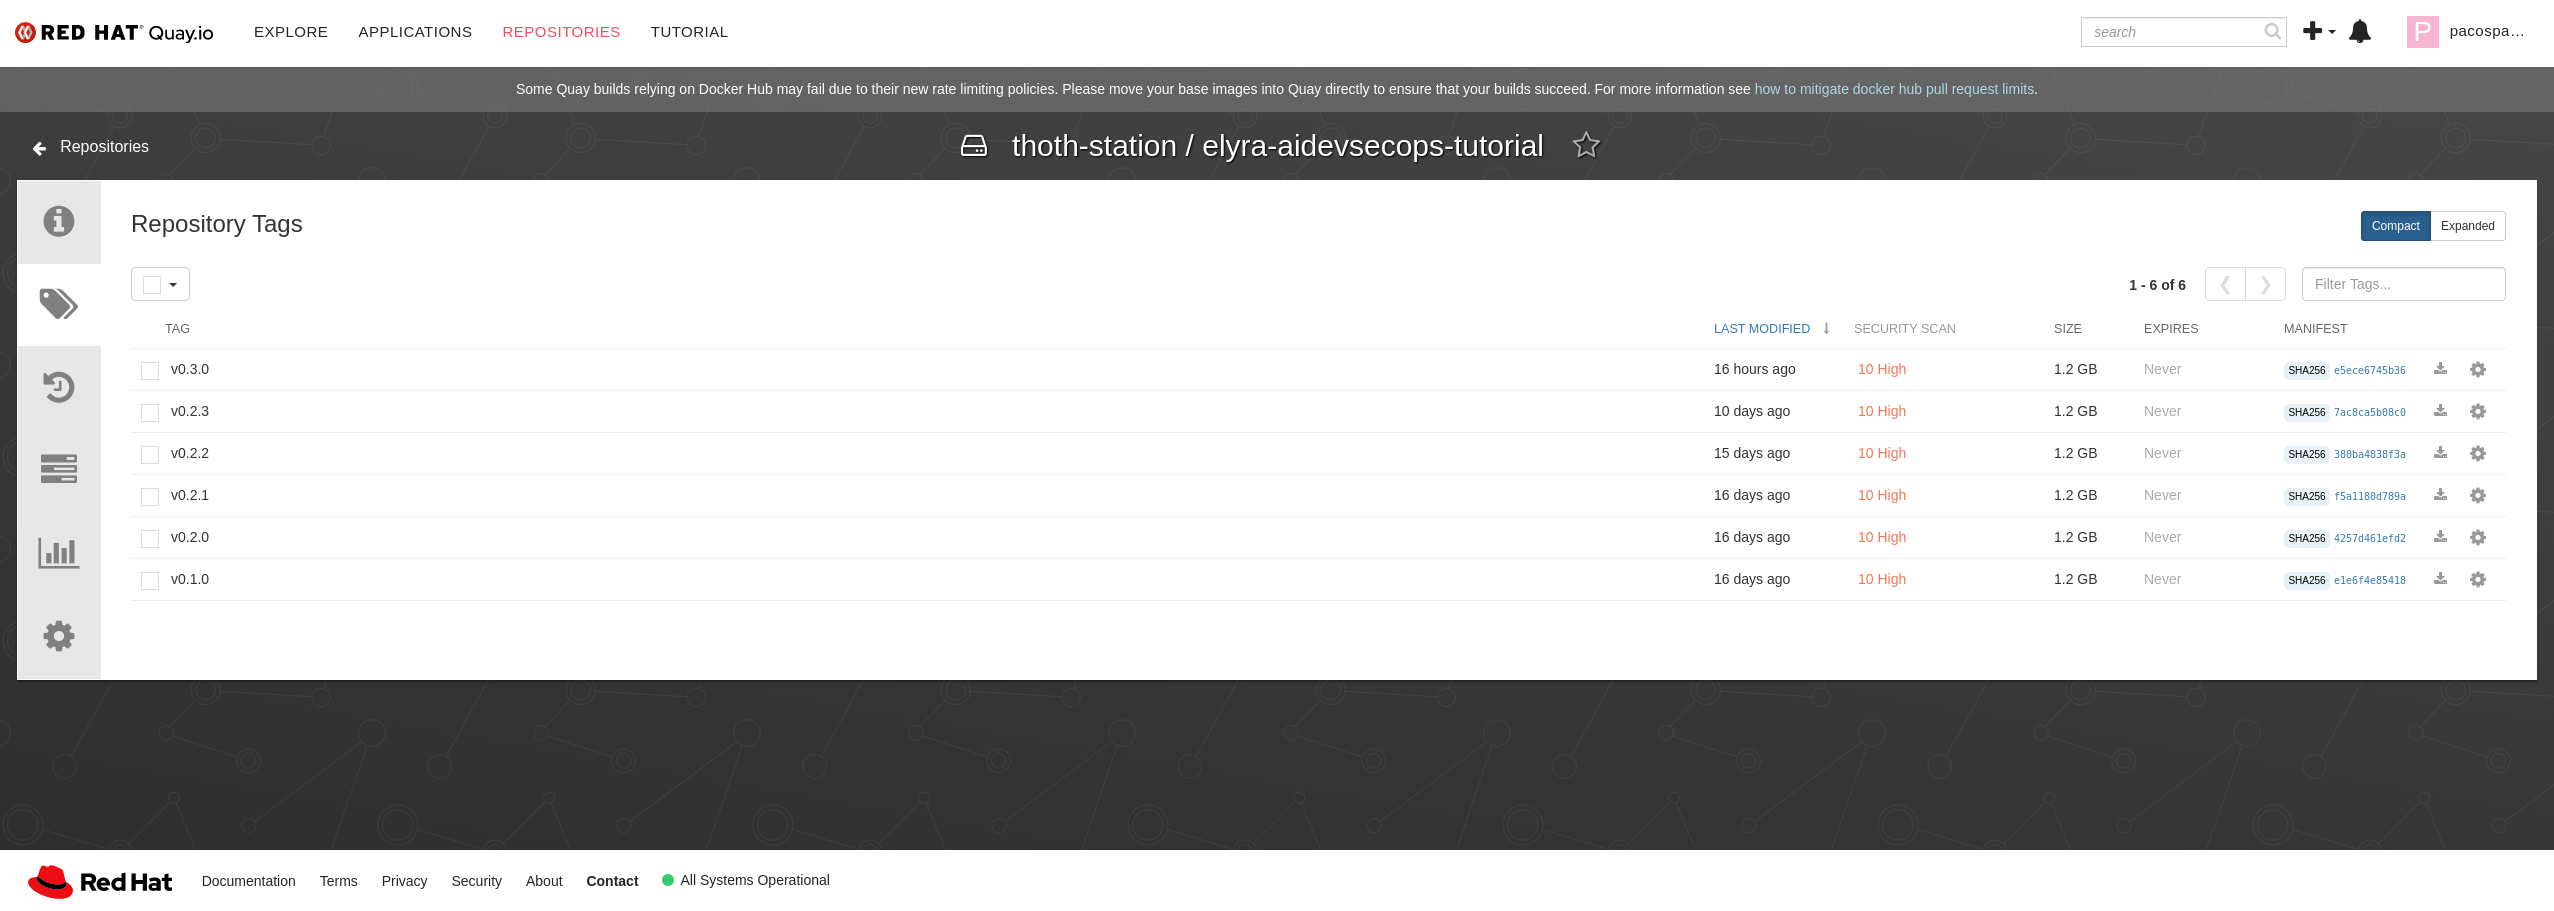 RED HAT® Quay.io EXPLORE APPLICATIONS REPOSITORIES TUTORIAL search P pacospa...
Some Quay builds relying on Docker Hub may fail due to their new rate limiting policies. Please move your base images into Quay directly to ensure that your builds succeed. For more information see how to mitigate docker hub pull request limits.
Repositories thoth-station / elyra-aidevsecops-tutorial
Repository Tags Compact Expanded
1 - 6 of 6 Filter Tags...
TAG LAST MODIFIED SECURITY SCAN SIZE EXPIRES MANIFEST
v0.3.0 16 hours ago 10 High 1.2 GB Never SHA256 e5ece6745b36
v0.2.3 10 days ago 10 High 1.2 GB Never SHA256 7ac8ca5b08c0
v0.2.2 15 days ago 10 High 1.2 GB Never SHA256 380ba4838f3a
v0.2.1 16 days ago 10 High 1.2 GB Never SHA256 f5a1180d789a
v0.2.0 16 days ago 10 High 1.2 GB Never SHA256 4257d461efd2
v0.1.0 16 days ago 10 High 1.2 GB Never SHA256 e1e6f4e85418
Red Hat Documentation Terms Privacy Security About Contact All Systems Operational